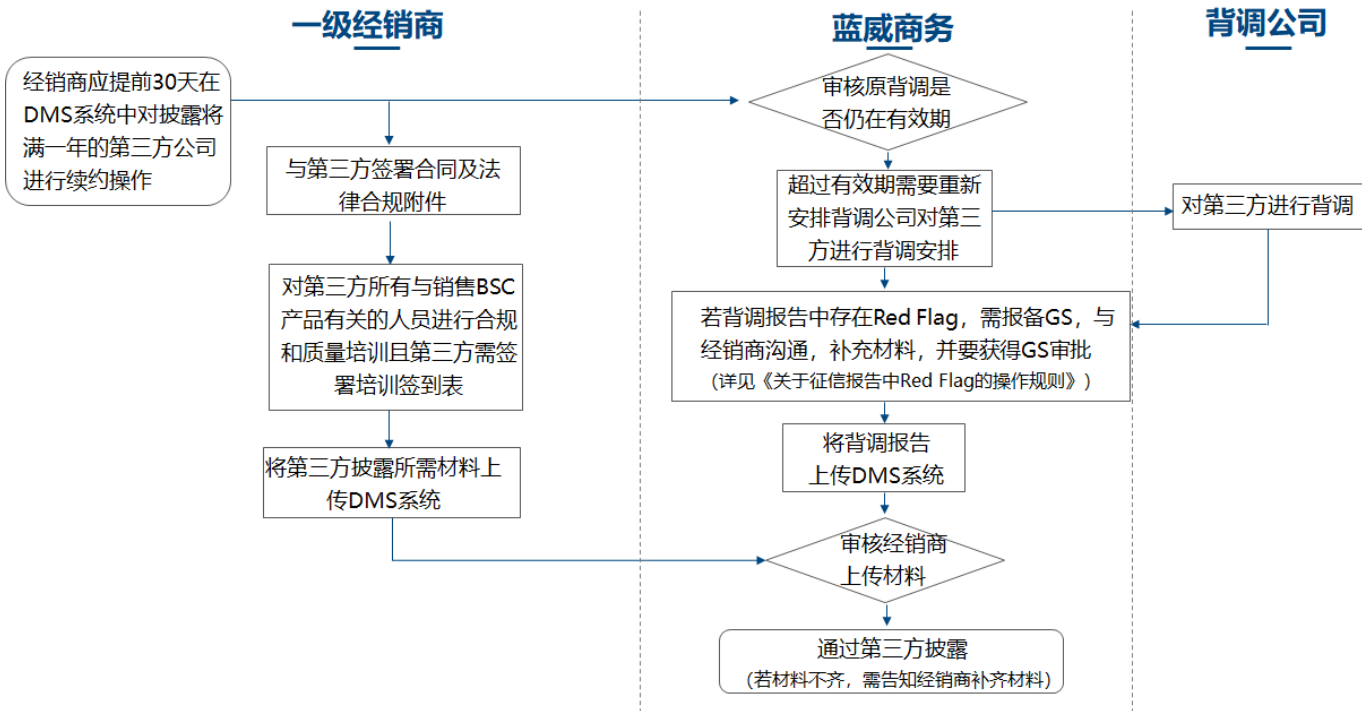 一级经销商
蓝威商务
背调公司
经销商应提前30天在
DMS系统中对披露将
满一年的第三方公司
进行续约操作
与第三方签署合同及法
律合规附件
对第三方所有与销售BSC
产品有关的人员进行合规
和质量培训且第三方需签
署培训签到表
将第三方披露所需材料上
传DMS系统
审核原背调是
否仍在有效期
超过有效期需要重新
安排背调公司对第三
方进行背调安排
对第三方进行背调
若背调报告中存在Red Flag，需报备GS，与
经销商沟通，补充材料，并要获得GS审批
（详见《关于征信报告中Red Flag的操作规则》）
将背调报告
上传DMS系统
审核经销商
上传材料
通过第三方披露
（若材料不齐，需告知经销商补齐材料）